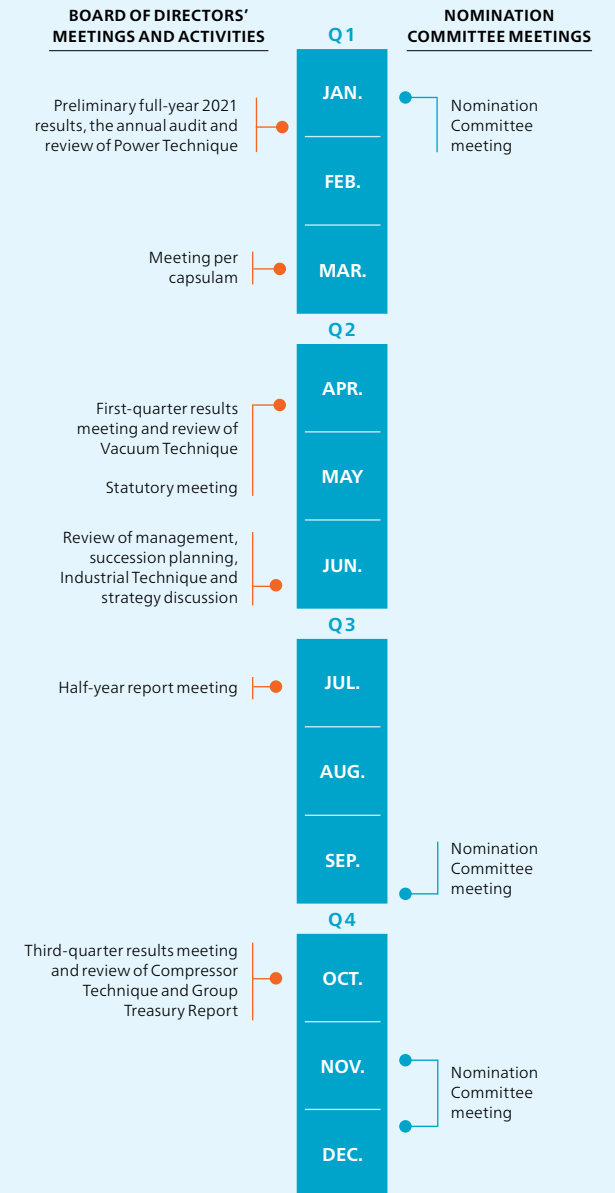 BOARD OF DIRECTORS'
MEETINGS AND ACTIVITIES
Q1
NOMINATION
COMMITTEE MEETINGS
JAN.
Preliminary full-year 2021
results, the annual audit and
review of Power Technique
Nomination
Committee
meeting
FEB.
Meeting per
capsulam
MAR.
Q2
APR.
First-quarter results
meeting and review of
Vacuum Technique
Statutory meeting
MAY
Review of management,
succession planning,
Industrial Technique and
strategy discussion
JUN.
Q3
Half-year report meeting
JUL.
AUG.
SEP.
Nomination
Committee
meeting
Q4
Third-quarter results meeting
and review of Compressor
Technique and Group
Treasury Report
OCT.
NOV.
Nomination
Committee
meeting
DEC.